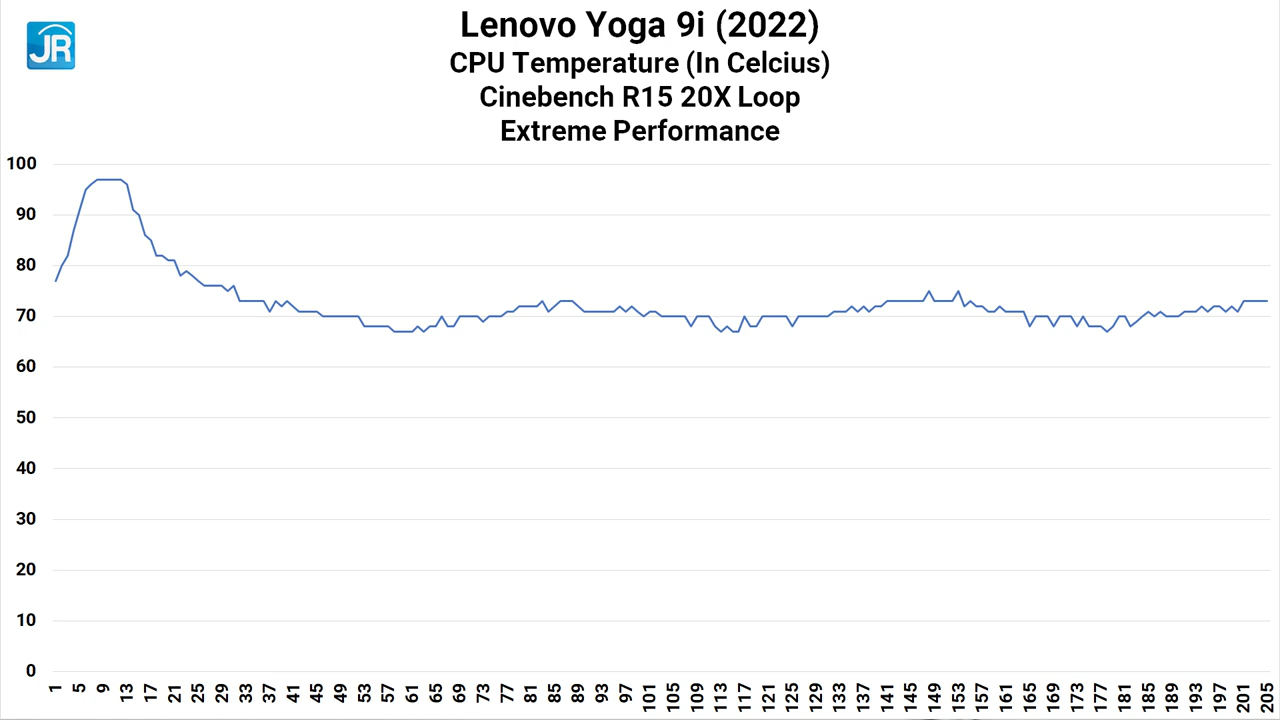 JR
Lenovo Yoga 9i (2022)
CPU Temperature (In Celcius)
Cinebench R15 20X Loop
Extreme Performance
100
90
80
70
60
50
40
30
20
10
0
1 5 9 13 17 21 25 29 33 37 41 45 49 53 57 61 65 69 73 77 81 85 89 93 97 101 105 109 113 117 121 125 129 133 137 141 145 149 153 157 161 165 169 173 177 181 185 189 193 197 201 205